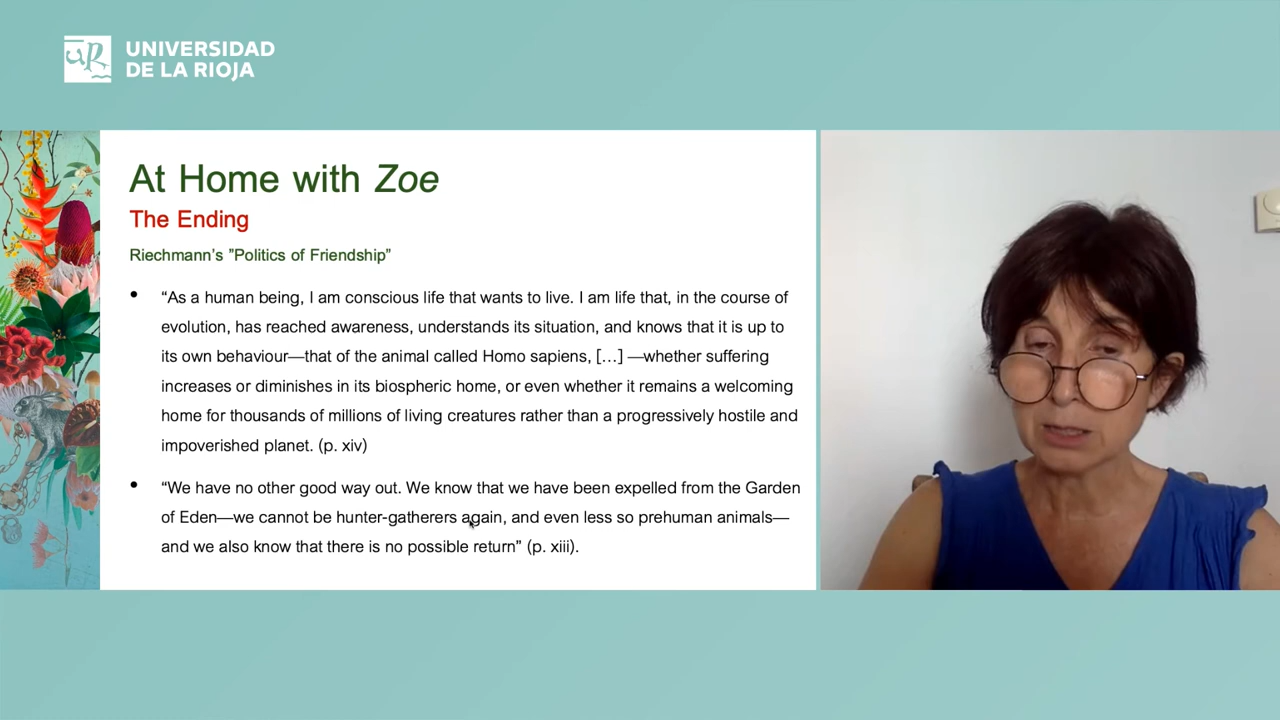 UNIVERSIDAD
DE LA RIOJA
At Home with Zoe
The Ending
Riechmann’s ”Politics of Friendship”
• “As a human being, I am conscious life that wants to live. I am life that, in the course of
evolution, has reached awareness, understands its situation, and knows that it is up to
its own behaviour—that of the animal called Homo sapiens, […] —whether suffering
increases or diminishes in its biospheric home, or even whether it remains a welcoming
home for thousands of millions of living creatures rather than a progressively hostile and
impoverished planet. (p. xiv)
• “We have no other good way out. We know that we have been expelled from the Garden
of Eden—we cannot be hunter-gatherers again, and even less so prehuman animals—
and we also know that there is no possible return” (p. xiii).